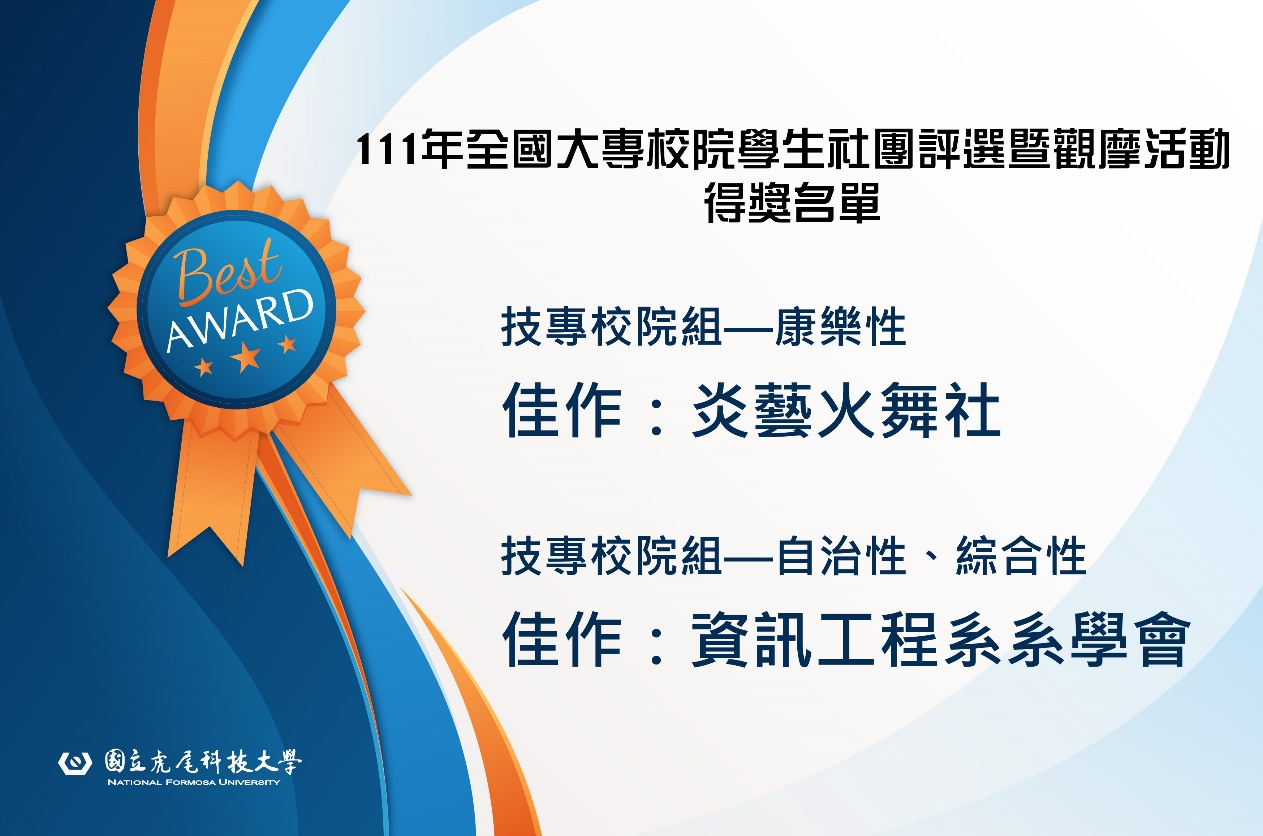 111年全國大專校院學生社團評選暨觀摩活動
得獎名單
Best
AWARD
技專校院組—康樂性
佳作：炎藝火舞社
技專校院組—自治性、綜合性
佳作：資訊工程系系學會
國立虎尾科技大學
NATIONAL FORMOSA UNIVERSITY